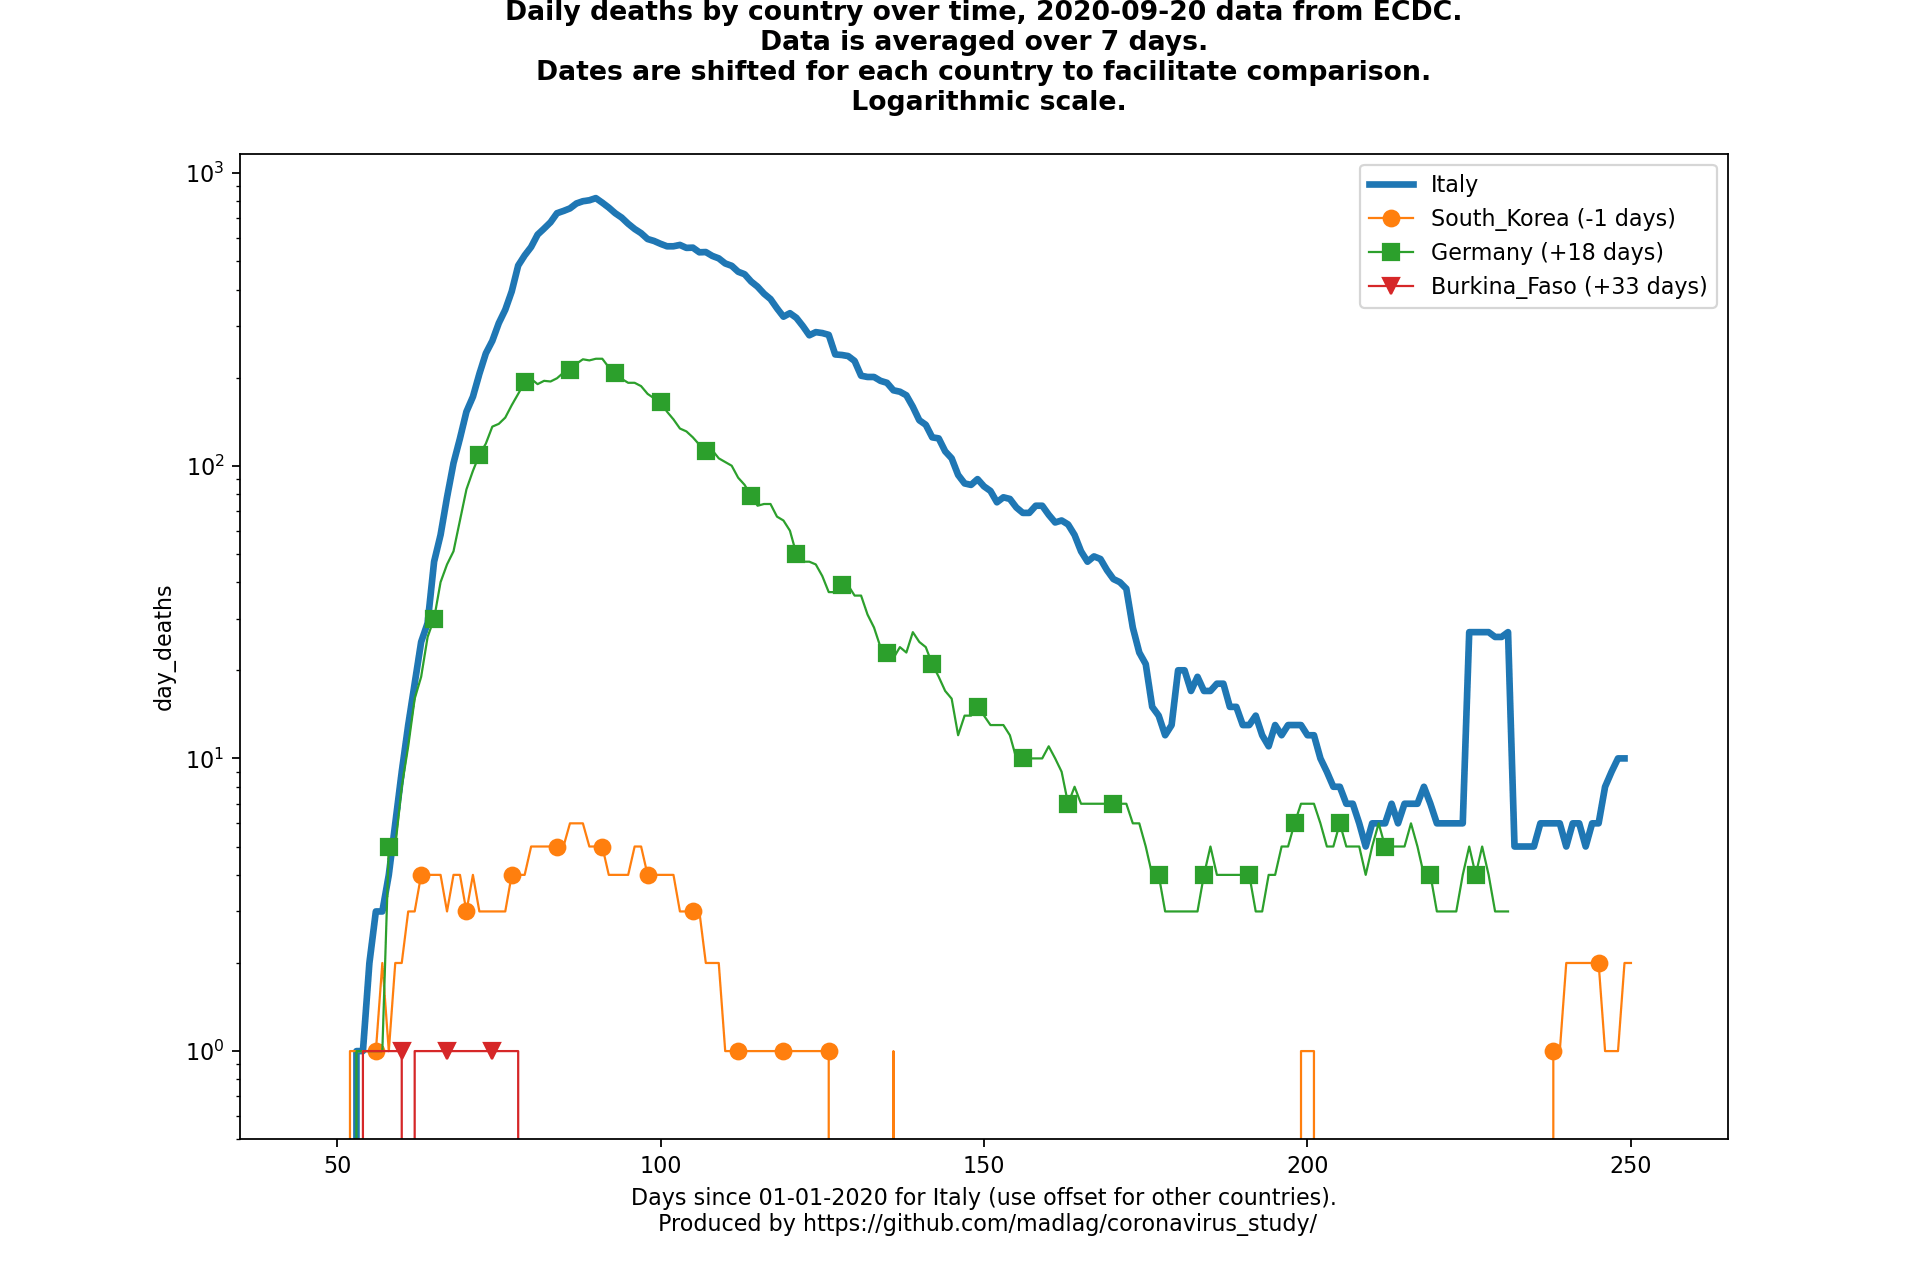 Daily deaths by country over time, 2020-09-20 data from ECDC.
Data is averaged over 7 days.
Dates are shifted for each country to facilitate comparison.
Logarithmic scale.
10³
10²
10¹
10⁰
day_deaths
Italy
South_Korea (-1 days)
Germany (+18 days)
Burkina_Faso (+33 days)
50 100 150 200 250
Days since 01-01-2020 for Italy (use offset for other countries).
Produced by https://github.com/madlag/coronavirus_study/